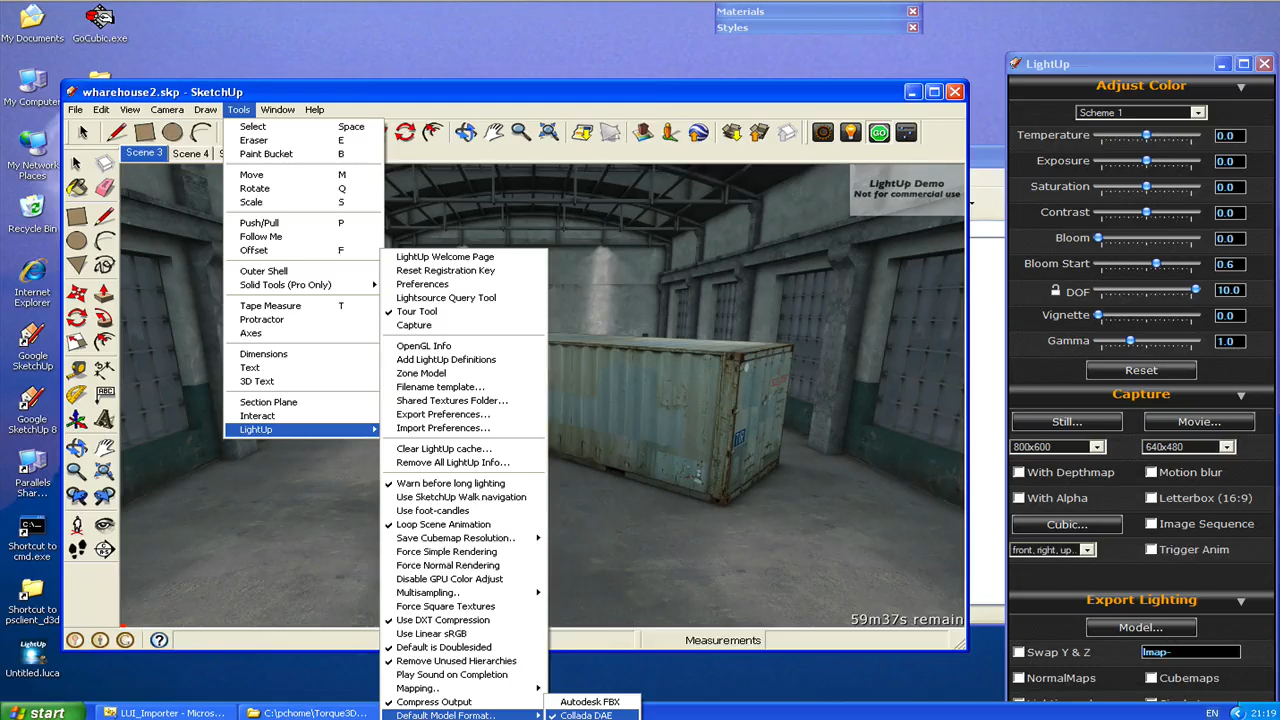 My Documents
GoCubic.exe
Materials
Styles
My Computer
My Network Places
Recycle Bin
Internet Explorer
Google SketchUp
Google SketchUp 8
Parallels Shar...
Shortcut to cmd.exe
Shortcut to psclient_d3d
LightUp
Untitled.luca
wharehouse2.skp - SketchUp
File Edit View Camera Draw Tools Window Help
Scene 3 Scene 4
Select Space
Eraser E
Paint Bucket B
Move M
Rotate Q
Scale S
Push/Pull P
Follow Me
Offset F
Outer Shell
Solid Tools (Pro Only)
Tape Measure T
Protractor
Axes
Dimensions
Text
3D Text
Section Plane
Interact
LightUp
LightUp Welcome Page
Reset Registration Key
Preferences
Lightsource Query Tool
Tour Tool
Capture
OpenGL Info
Add LightUp Definitions
Zone Model
Filename template...
Shared Textures Folder...
Export Preferences...
Import Preferences...
Clear LightUp cache...
Remove All LightUp Info...
Warn before long lighting
Use SketchUp Walk navigation
Use foot-candles
Loop Scene Animation
Save Cubemap Resolution..
Force Simple Rendering
Force Normal Rendering
Disable GPU Color Adjust
Multisampling..
Force Square Textures
Use DXT Compression
Use Linear sRGB
Default is Doublesided
Remove Unused Hierarchies
Play Sound on Completion
Mapping..
Compress Output
Default Model Format..
Autodesk FBX
Collada DAE
GO
LightUp Demo
Not for commercial use
59m37s remain
Measurements
LightUp
Adjust Color
Scheme 1
Temperature 0.0
Exposure 0.0
Saturation 0.0
Contrast 0.0
Bloom 0.0
Bloom Start 0.6
DOF 10.0
Vignette 0.0
Gamma 1.0
Reset
Capture
Still... Movie...
800x600 640x480
With Depthmap Motion blur
With Alpha Letterbox (16:9)
Cubic... Image Sequence
front, right, up.. Trigger Anim
Export Lighting
Model...
Swap Y & Z lmap-
NormalMaps Cubemaps
start
LUI_Importer - Micros...
C:\pchome\Torque3D...
EN 21:19